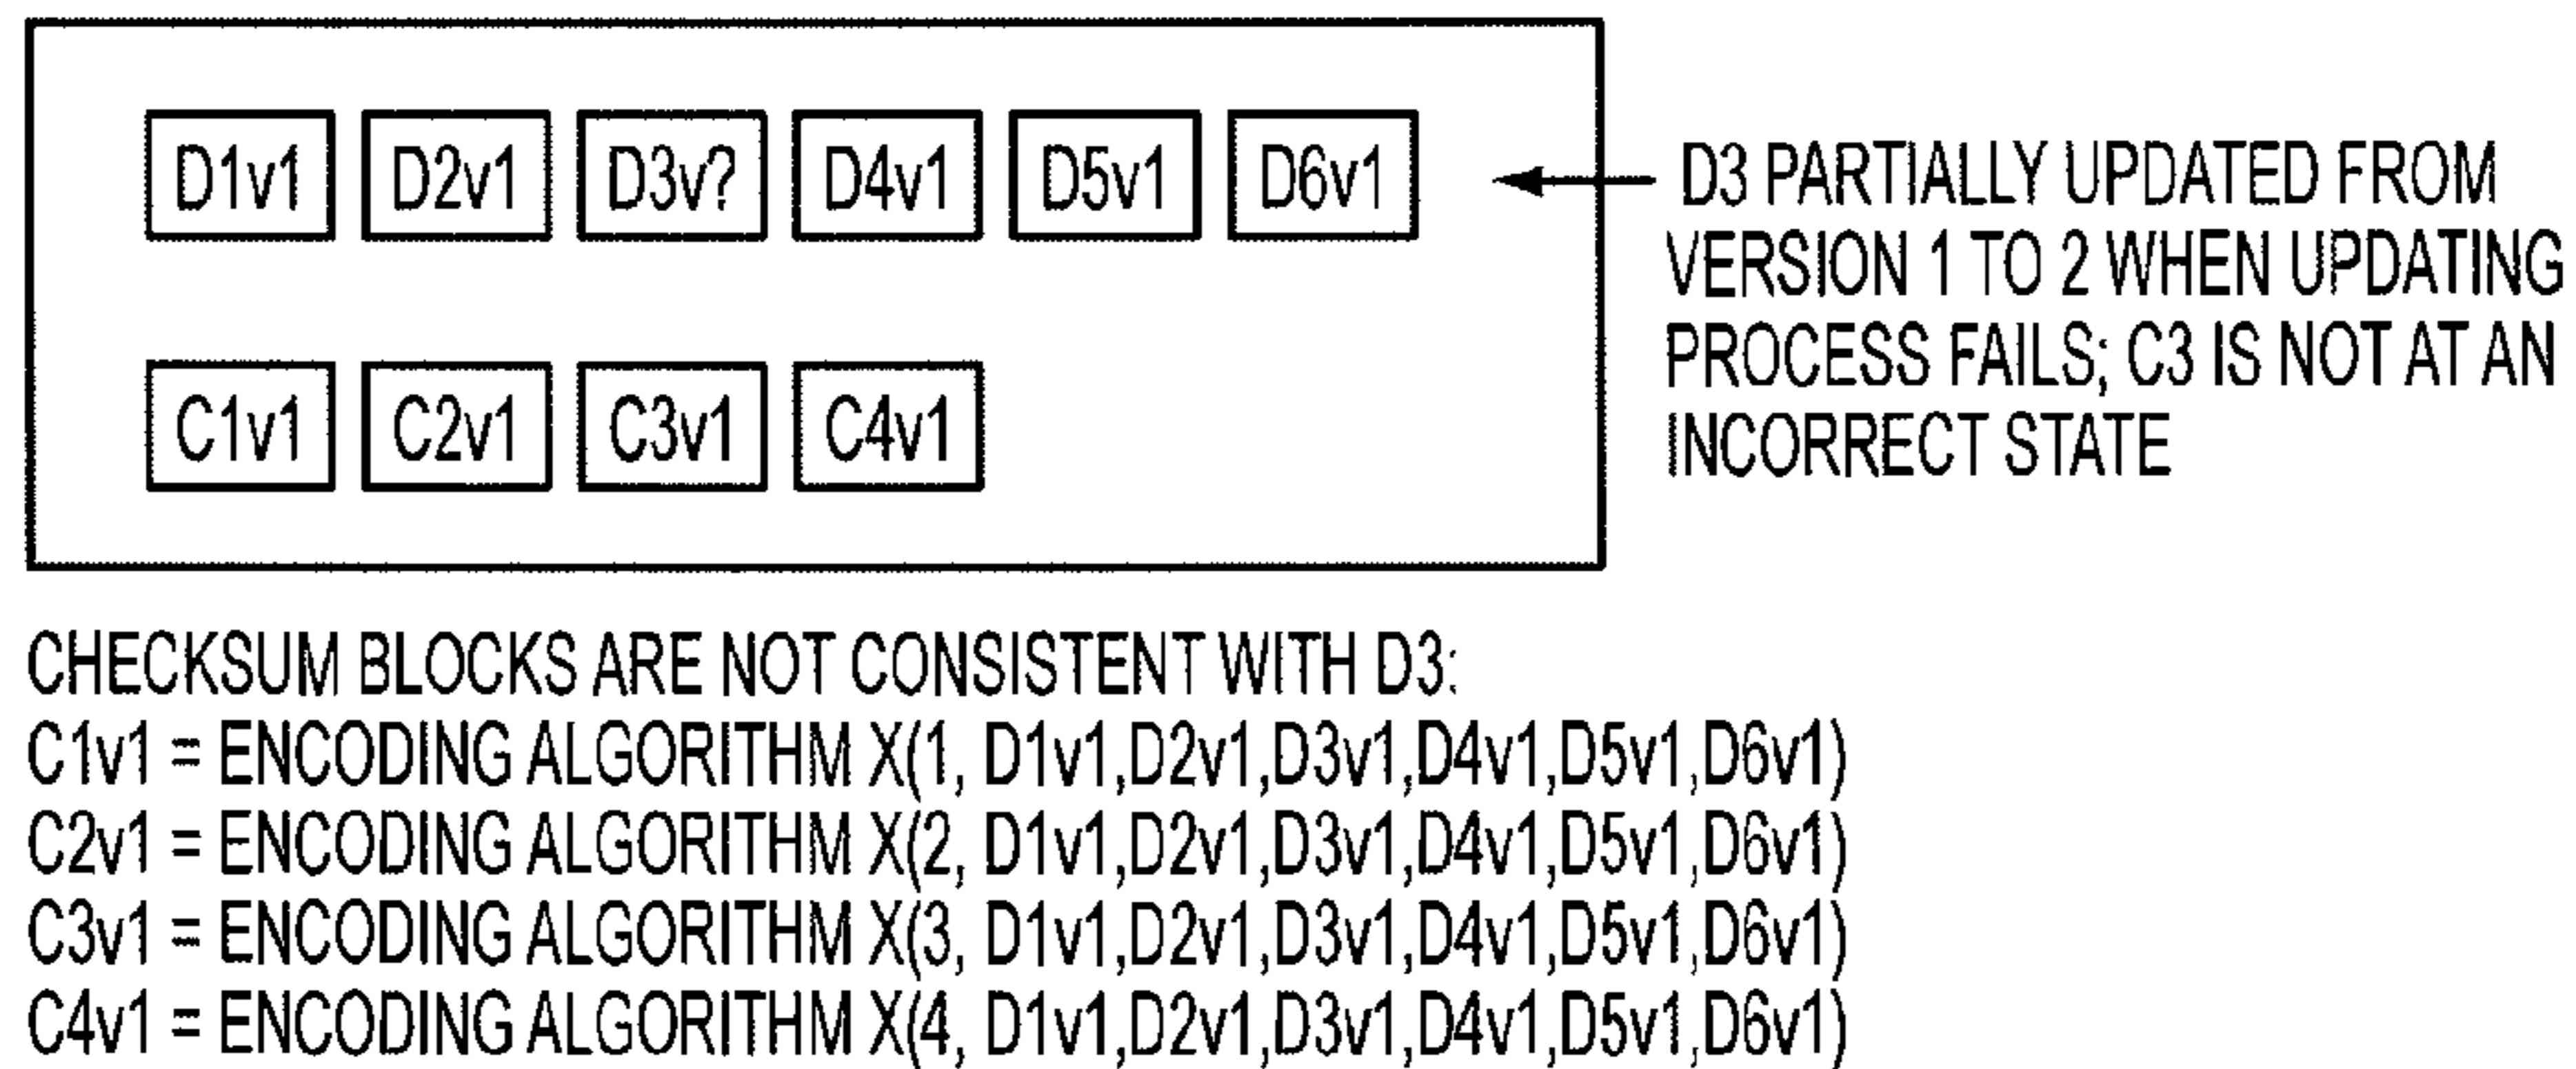 D1v1 D2v1 D3v? D4v1 D5v1 D6v1
D3 PARTIALLY UPDATED FROM
VERSION 1 TO 2 WHEN UPDATING
PROCESS FAILS; C3 IS NOT AT AN
INCORRECT STATE
C1v1 C2v1 C3v1 C4v1
CHECKSUM BLOCKS ARE NOT CONSISTENT WITH D3:
C1v1 = ENCODING ALGORITHM X(1, D1v1,D2v1,D3v1,D4v1,D5v1,D6v1)
C2v1 = ENCODING ALGORITHM X(2, D1v1,D2v1,D3v1,D4v1,D5v1,D6v1)
C3v1 = ENCODING ALGORITHM X(3, D1v1,D2v1,D3v1,D4v1,D5v1,D6v1)
C4v1 = ENCODING ALGORITHM X(4, D1v1,D2v1,D3v1,D4v1,D5v1,D6v1)